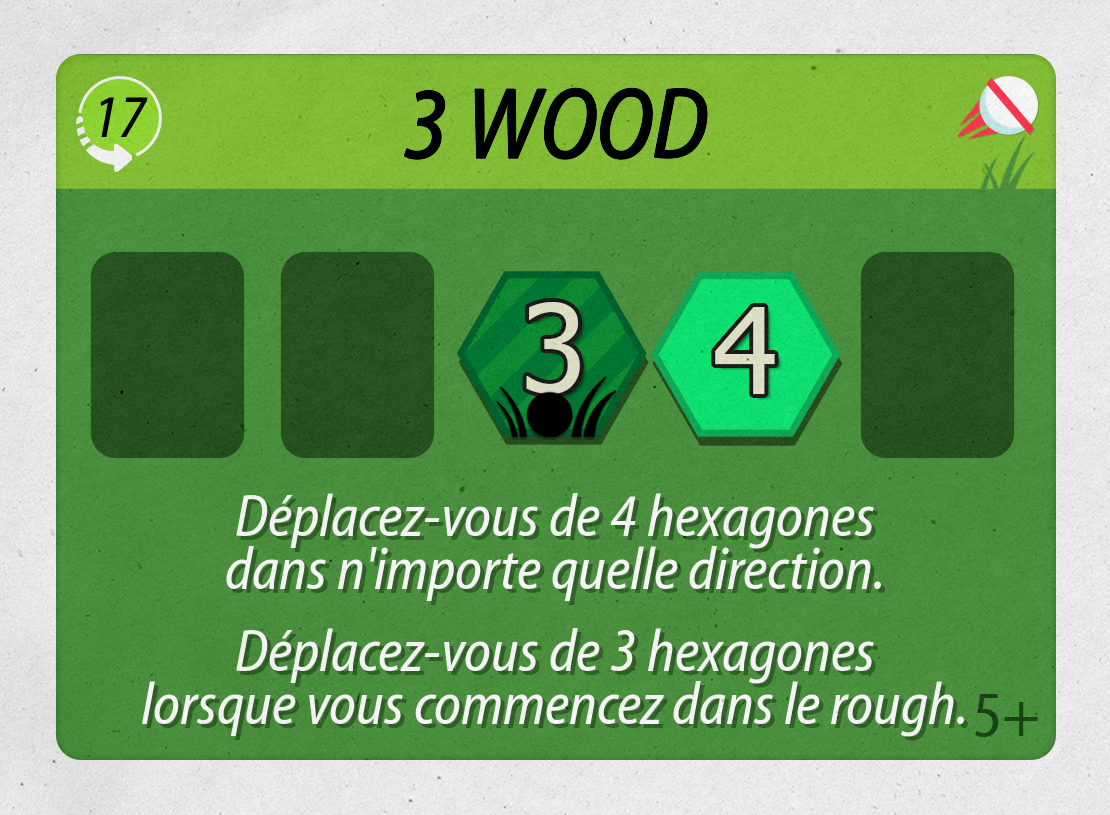 17
3 WOOD
3
4
Déplacez-vous de 4 hexagones
dans n'importe quelle direction.
Déplacez-vous de 3 hexagones
lorsque vous commencez dans le rough.
5+